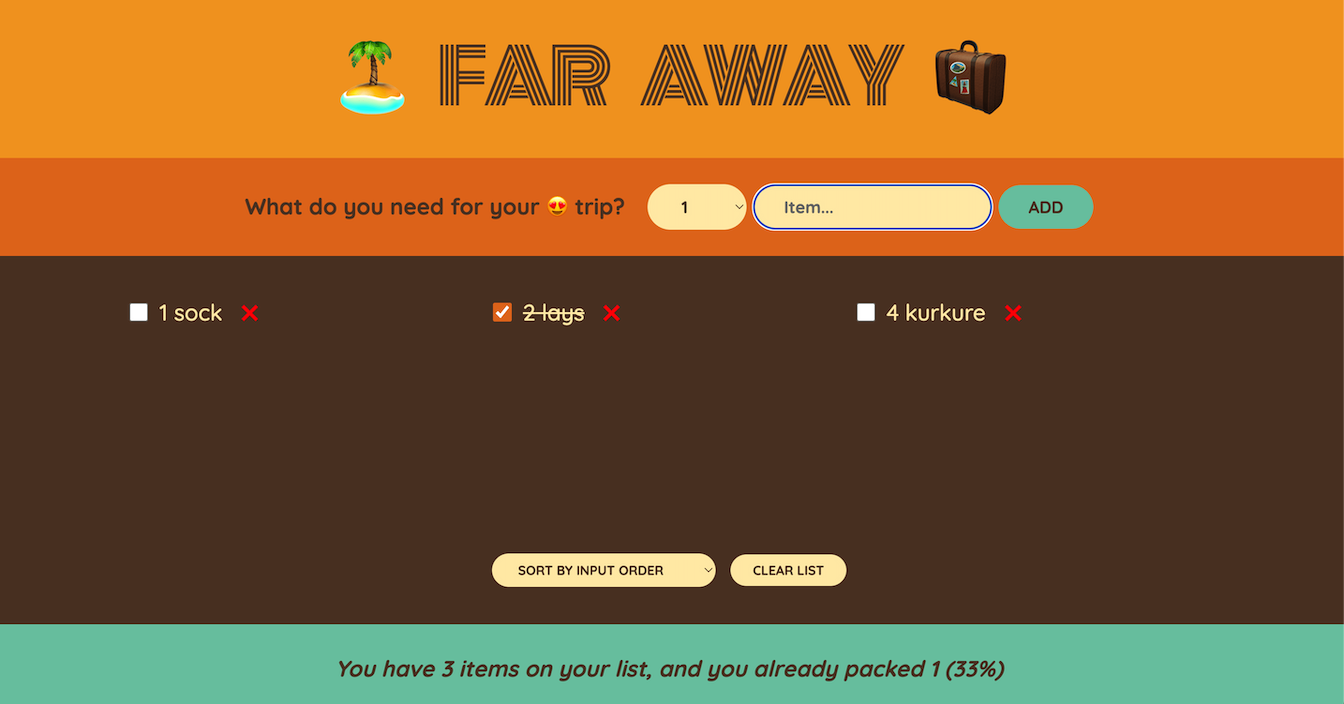 FAR AWAY
What do you need for your 😍 trip? 1 Item... ADD
1 sock ❌ 2 lays ❌ 4 kurkure ❌
SORT BY INPUT ORDER CLEAR LIST
You have 3 items on your list, and you already packed 1 (33%)